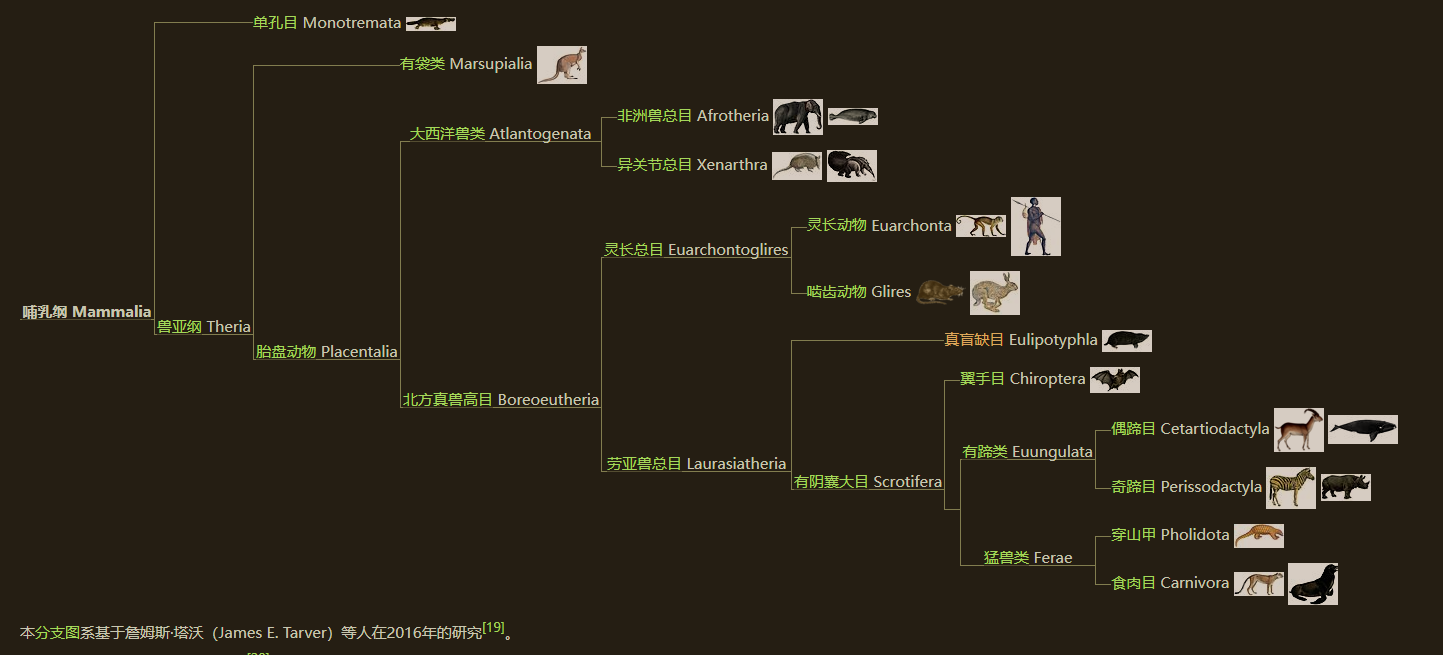 单孔目 Monotremata
有袋类 Marsupialia
非洲兽总目 Afrotheria
大西洋兽类 Atlantogenata
异关节总目 Xenarthra
灵长动物 Euarchonta
灵长总目 Euarchontoglires
啮齿动物 Glires
哺乳纲 Mammalia
兽亚纲 Theria
真盲缺目 Eulipotyphla
胎盘动物 Placentalia
翼手目 Chiroptera
北方真兽高目 Boreoeutheria
偶蹄目 Cetartiodactyla
有蹄类 Euungulata
劳亚兽总目 Laurasiatheria
有阴囊大目 Scrotifera
奇蹄目 Perissodactyla
穿山甲 Pholidota
猛兽类 Ferae
食肉目 Carnivora
本分支图系基于詹姆斯·塔沃（James E. Tarver）等人在2016年的研究[19]。